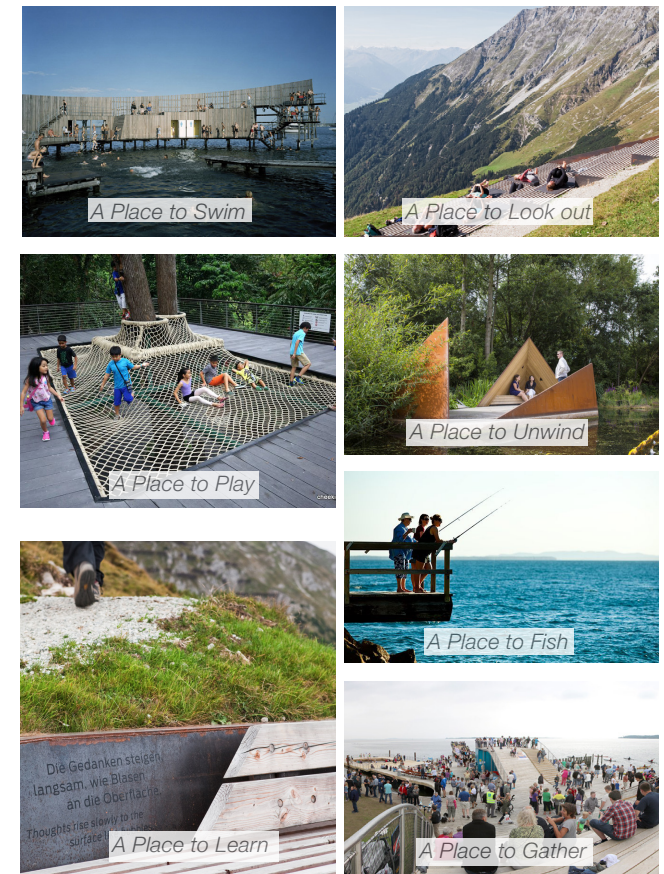 A Place to Swim
A Place to Look out
A Place to Play
A Place to Unwind
A Place to Fish
Die Gedanken steigen,
langsam, wie Blasen
an die Oberfläche.
Thoughts rise slowly to the
surface
A Place to Learn
A Place to Gather